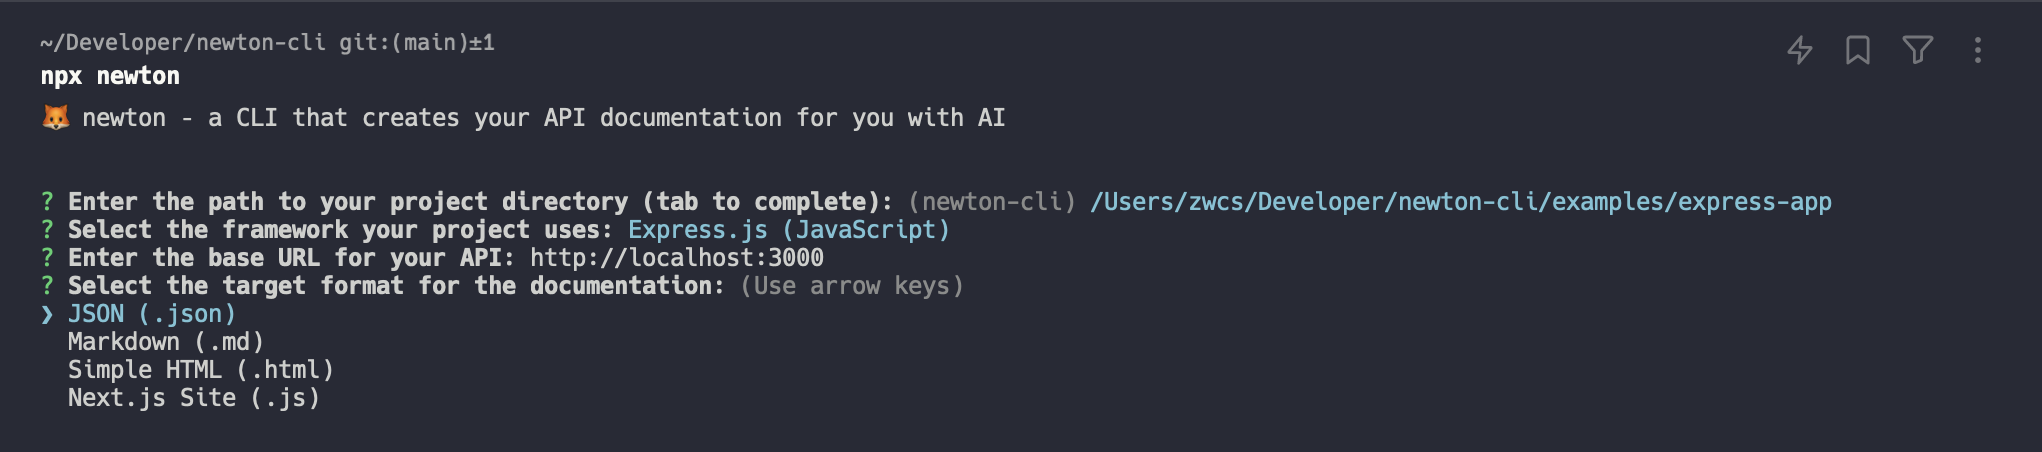 ~/Developer/newton-cli git:(main)±1
npx newton
🦊 newton - a CLI that creates your API documentation for you with AI
? Enter the path to your project directory (tab to complete): (newton-cli) /Users/zwcs/Developer/newton-cli/examples/express-app
? Select the framework your project uses: Express.js (JavaScript)
? Enter the base URL for your API: http://localhost:3000
? Select the target format for the documentation: (Use arrow keys)
❯ JSON (.json)
Markdown (.md)
Simple HTML (.html)
Next.js Site (.js)